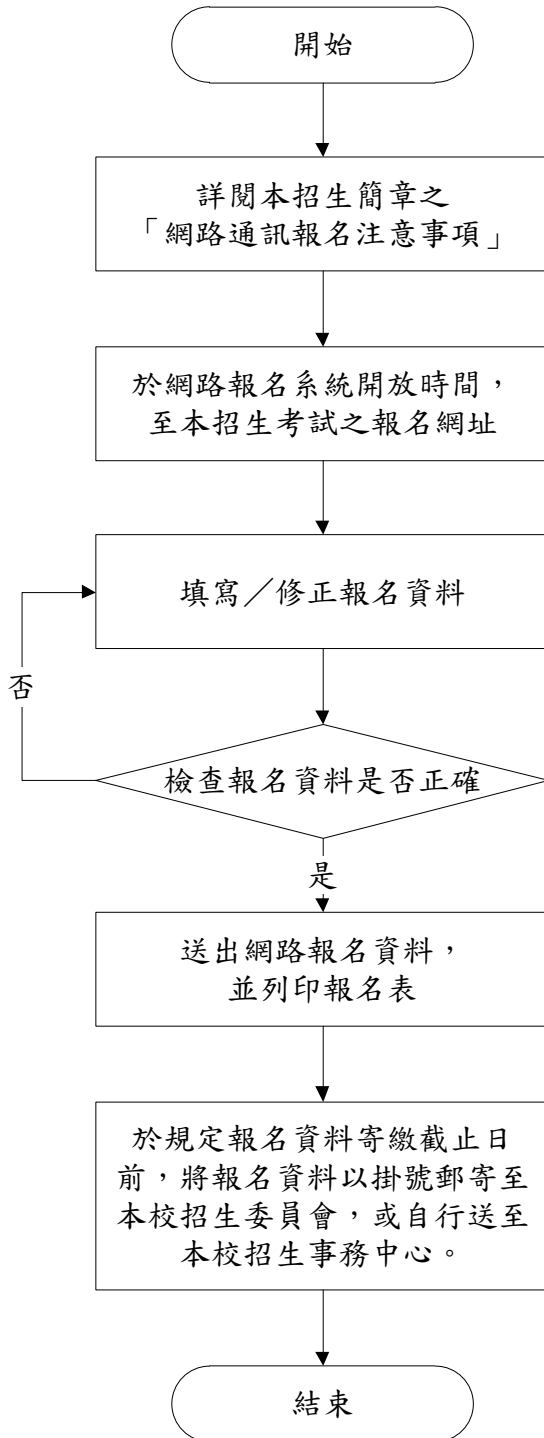 開始
詳閱本招生簡章之
「網路通訊報名注意事項」
於網路報名系統開放時間，
至本招生考試之報名網址
填寫／修正報名資料
否
檢查報名資料是否正確
是
送出網路報名資料，
並列印報名表
於規定報名資料寄繳截止日
前，將報名資料以掛號郵寄至
本校招生委員會，或自行送至
本校招生事務中心。
結束